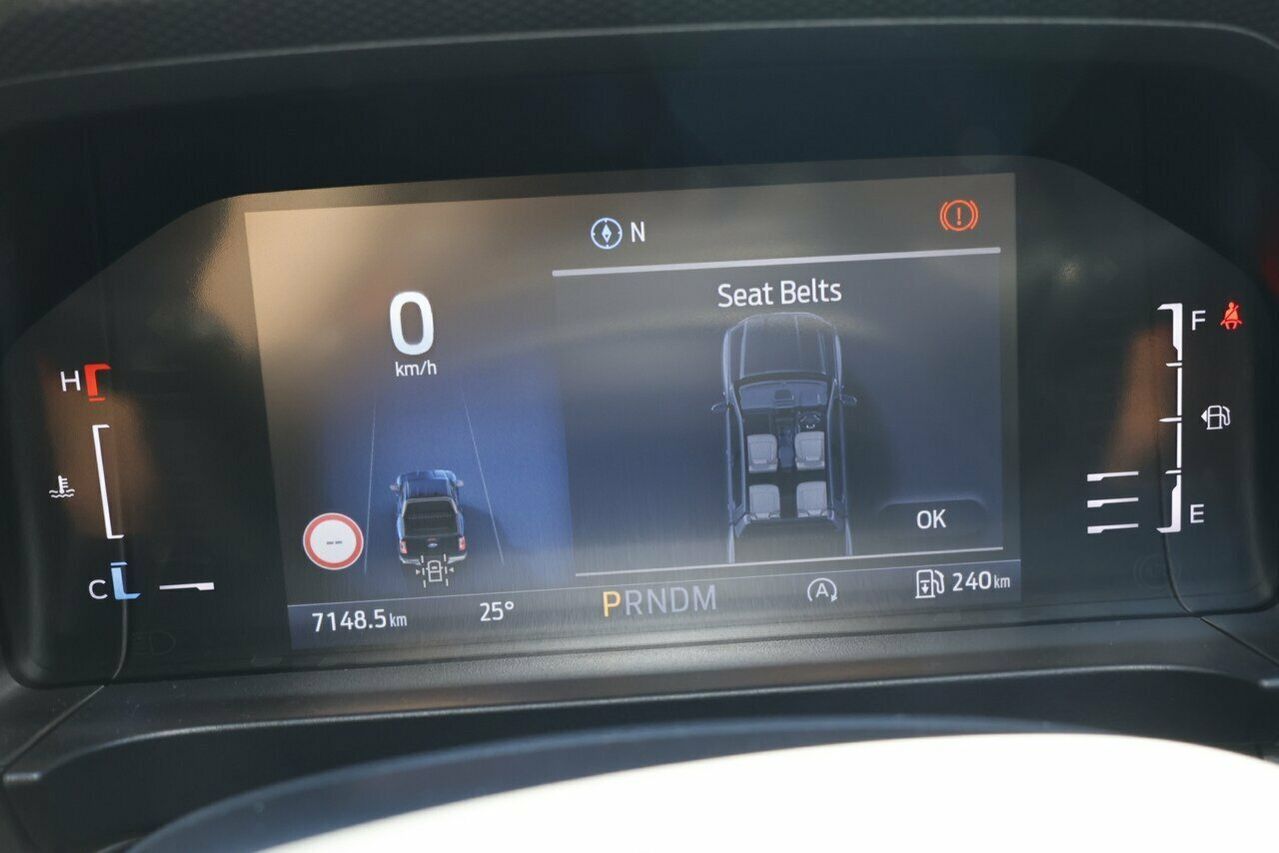 N
Seat Belts
0
km/h
H
F
--
OK
E
C
7148.5 km
25°
PRNDM
A
240 km